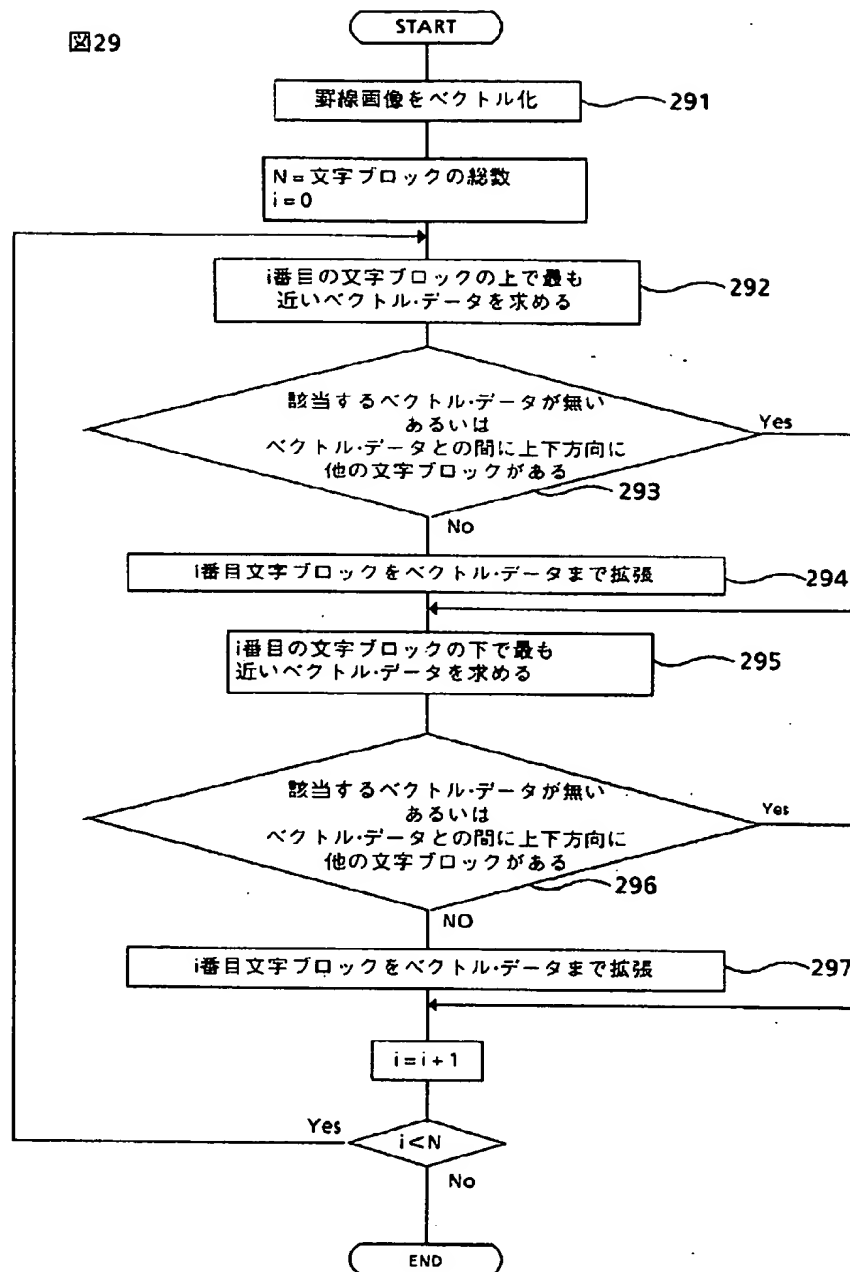 図29
START
罫線画像をベクトル化
291
N=文字ブロックの総数
i=0
i番目の文字ブロックの上で最も
近いベクトル・データを求める
292
該当するベクトル・データが無い
あるいは
ベクトル・データとの間に上下方向に
他の文字ブロックがある
Yes
293
No
i番目文字ブロックをベクトル・データまで拡張
294
i番目の文字ブロックの下で最も
近いベクトル・データを求める
295
該当するベクトル・データが無い
あるいは
ベクトル・データとの間に上下方向に
他の文字ブロックがある
Yes
296
NO
i番目文字ブロックをベクトル・データまで拡張
297
i=i+1
Yes
i<N
No
END